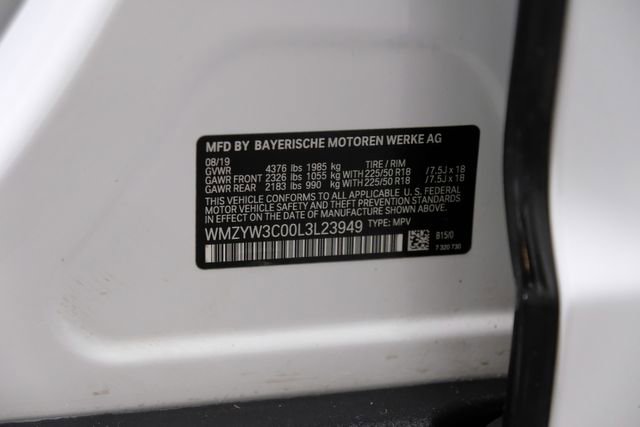 MFD BY BAYERISCHE MOTOREN WERKE AG
08/19
GVWR 4376 lbs 1985 kg TIRE / RIM
GAWR FRONT 2326 lbs 1055 kg WITH 225/50 R18 /7.5J x 18
GAWR REAR 2183 lbs 990 kg WITH 225/50 R18 /7.5J x 18
THIS VEHICLE CONFORMS TO ALL APPLICABLE U.S. FEDERAL
MOTOR VEHICLE SAFETY AND THEFT PREVENTION STANDARDS
IN EFFECT ON THE DATE OF MANUFACTURE SHOWN ABOVE.
WMZYW3C00L3L23949 TYPE: MPV
B15/0
7 320 730